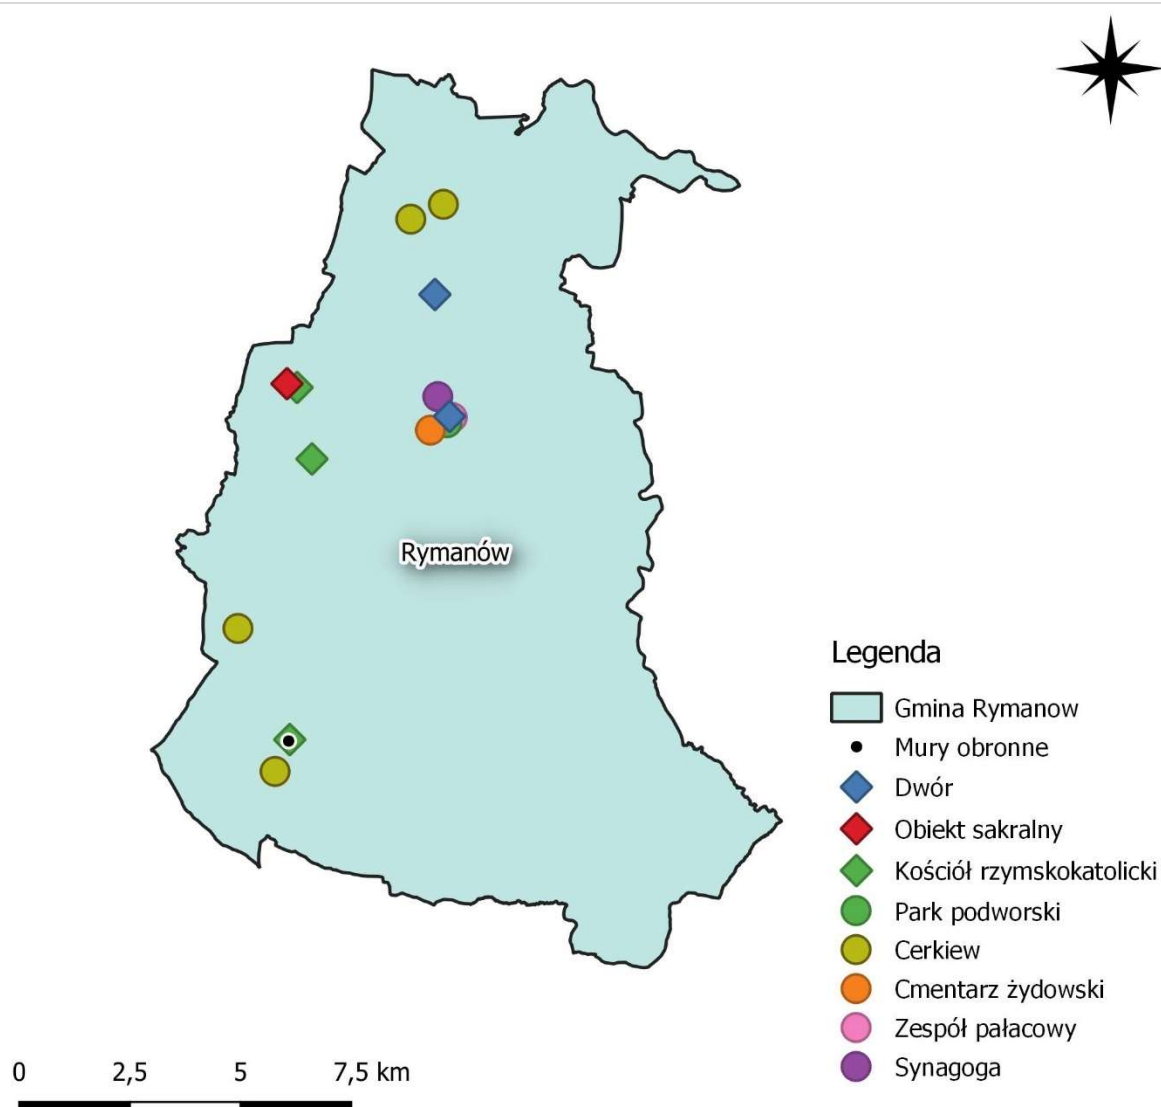 Rymanów
Legenda
Gmina Rymanow
Mury obronne
Dwór
Obiekt sakralny
Kościół rzymskokatolicki
Park podworski
Cerkiew
Cmentarz żydowski
Zespół pałacowy
Synagoga
0 2,5 5 7,5 km